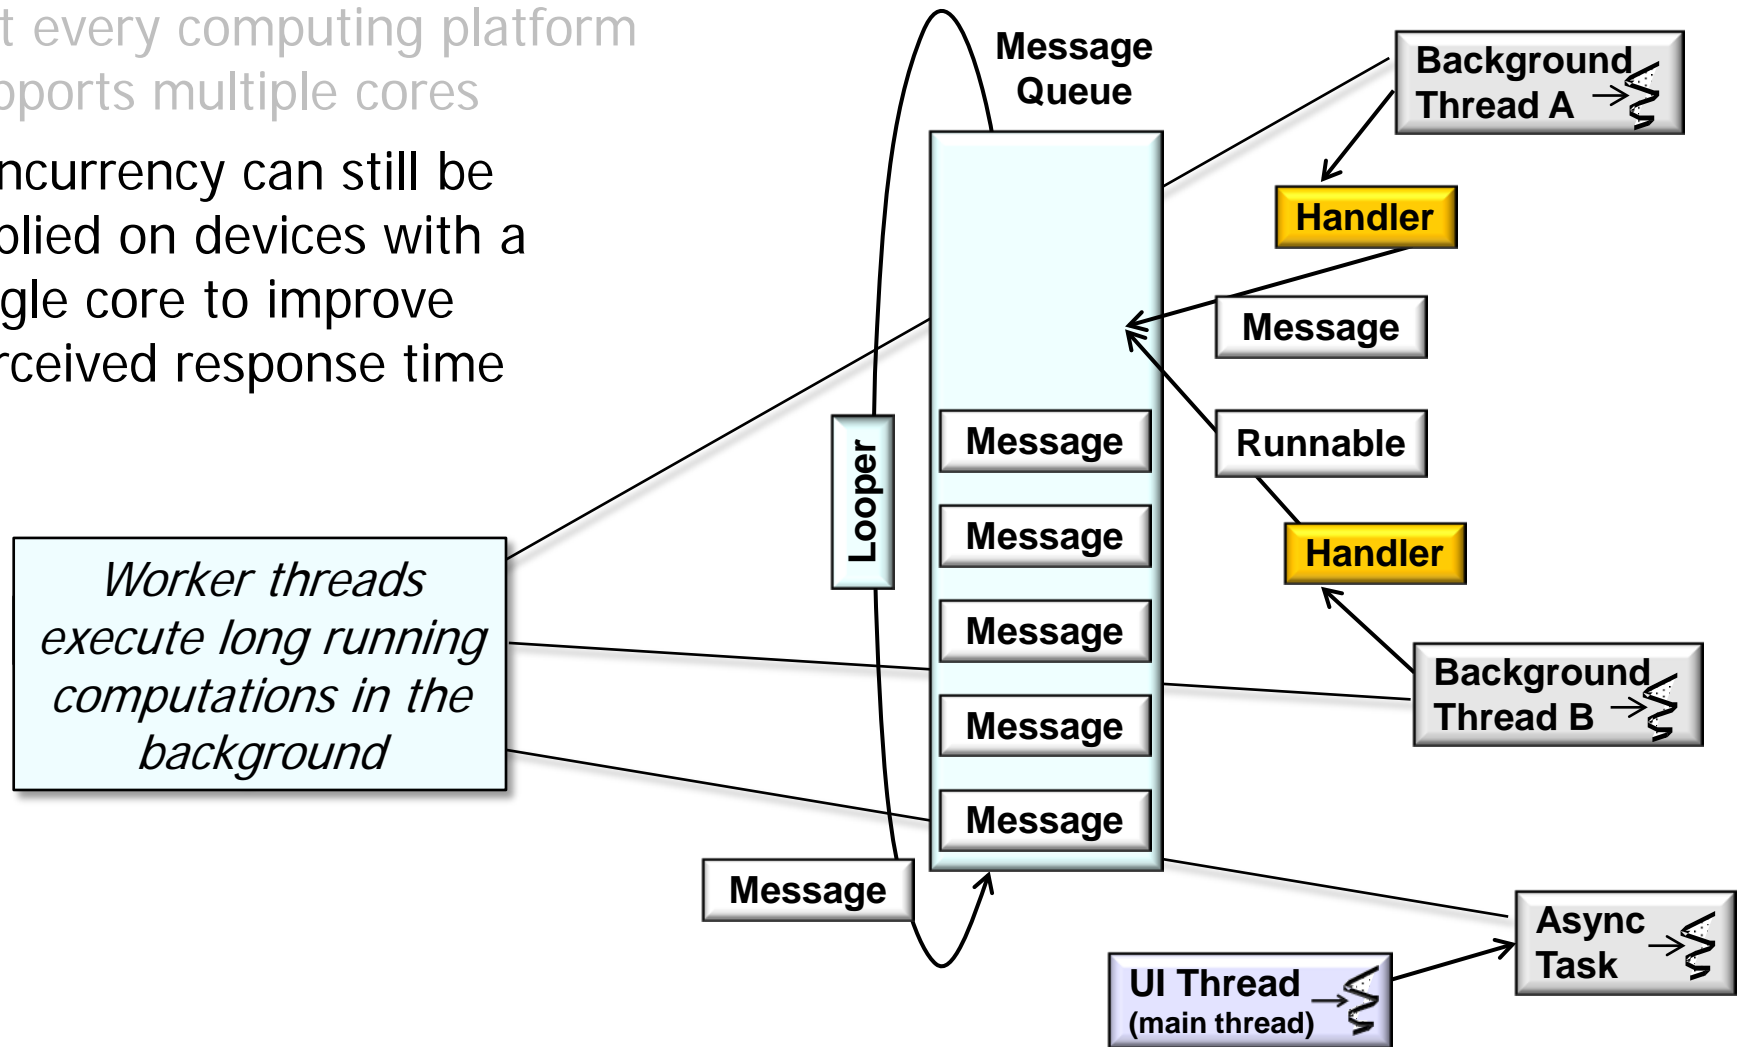 t every computing platform
pports multiple cores
ncurrency can still be
plied on devices with a
gle core to improve
rceived response time
Message
Queue
Background
Thread A
Handler
Message
Runnable
Handler
Background
Thread B
Looper
Message
Message
Message
Message
Message
Message
Worker threads
execute long running
computations in the
background
Async
Task
UI Thread
(main thread)